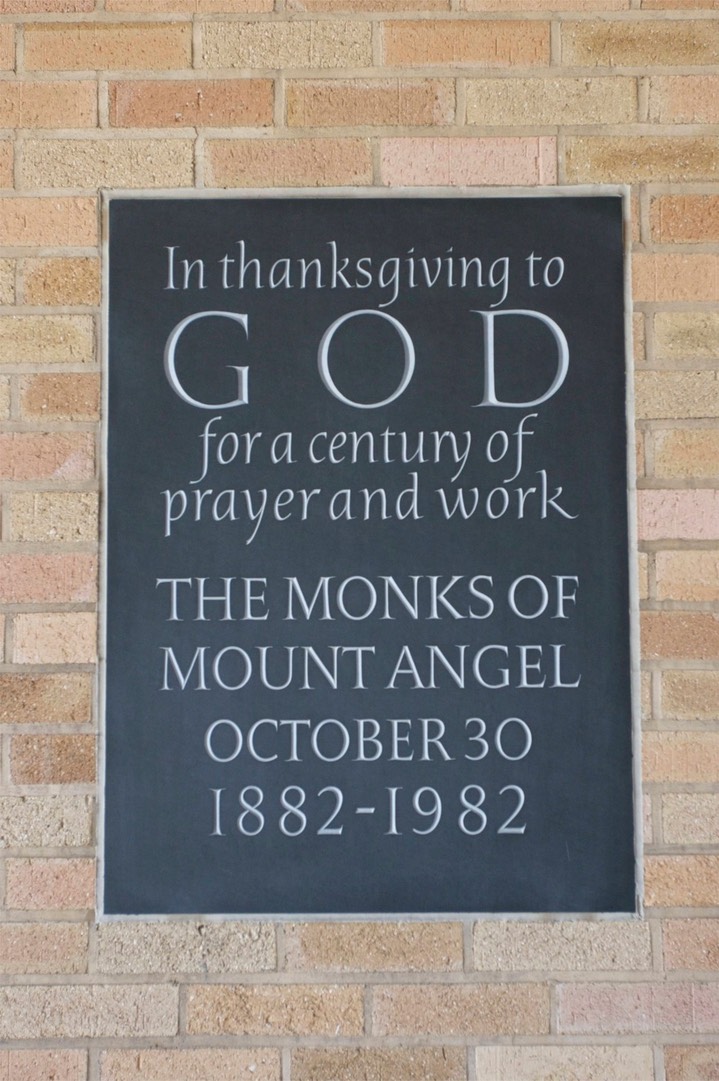 In thanksgiving to
GOD
for a century of
prayer and work
THE MONKS OF
MOUNT ANGEL
OCTOBER 30
1882-1982